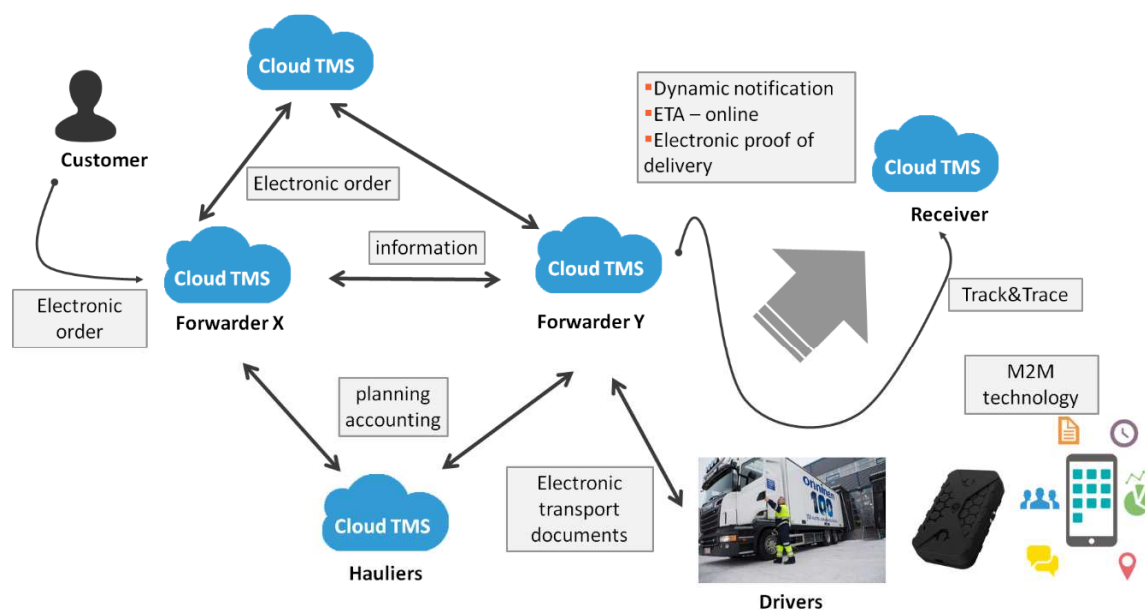 Cloud TMS
Customer
Electronic order
Electronic
order
Cloud TMS
Forwarder X
information
Cloud TMS
Forwarder Y
▪Dynamic notification
▪ETA – online
▪Electronic proof of
delivery
Cloud TMS
Receiver
Track&Trace
M2M
technology
planning
accounting
Cloud TMS
Hauliers
Electronic
transport
documents
onninen
100
Drivers